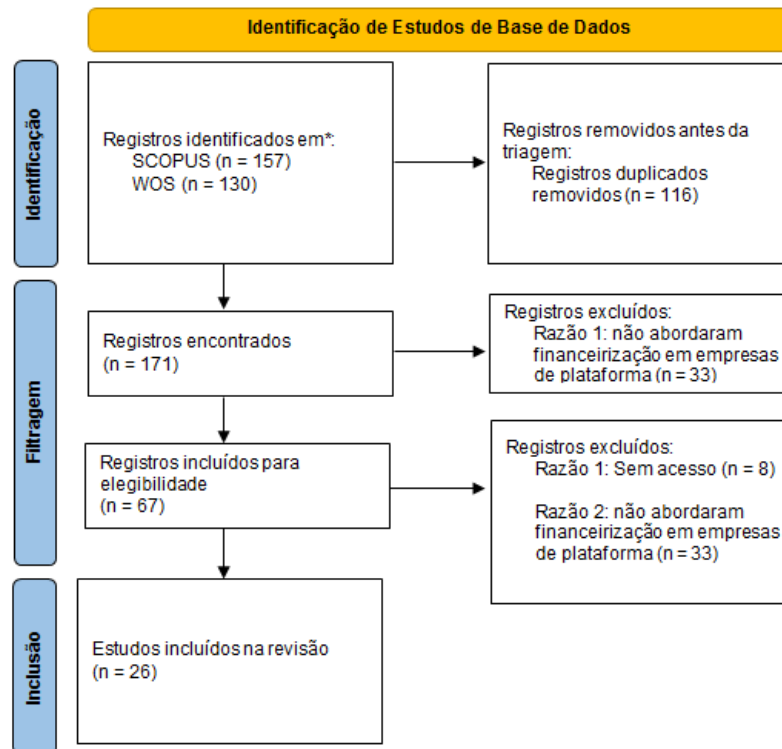 Identificação de Estudos de Base de Dados
Identificação
Registros identificados em*:
SCOPUS (n = 157)
WOS (n = 130)
Registros removidos antes da
triagem:
Registros duplicados
removidos (n = 116)
Filtragem
Registros encontrados
(n = 171)
Registros excluídos:
Razão 1: não abordaram
financeirização em empresas
de plataforma (n = 33)
Registros incluídos para
elegibilidade
(n = 67)
Registros excluídos:
Razão 1: Sem acesso (n = 8)
Razão 2: não abordaram
financeirização em empresas
de plataforma (n = 33)
Inclusão
Estudos incluídos na revisão
(n = 26)